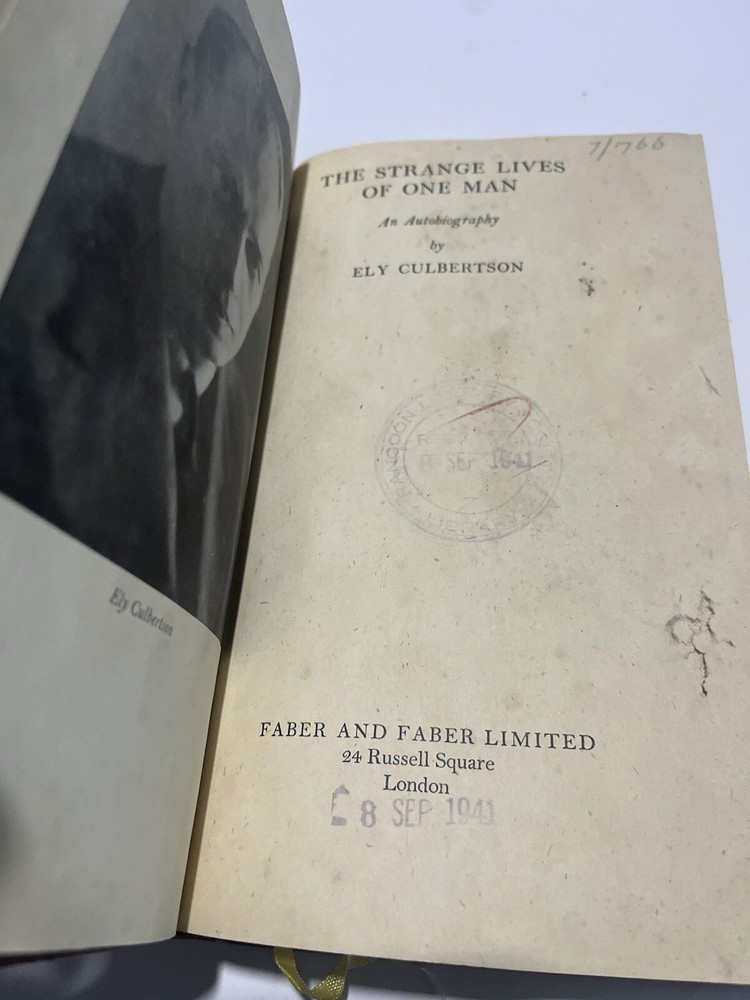 Ely Culbertson
7/766
THE STRANGE LIVES
OF ONE MAN
An Autobiography
by
ELY CULBERTSON
RANGOON
8 SEP 1941
FABER AND FABER LIMITED
24 Russell Square
London
8 SEP 1941